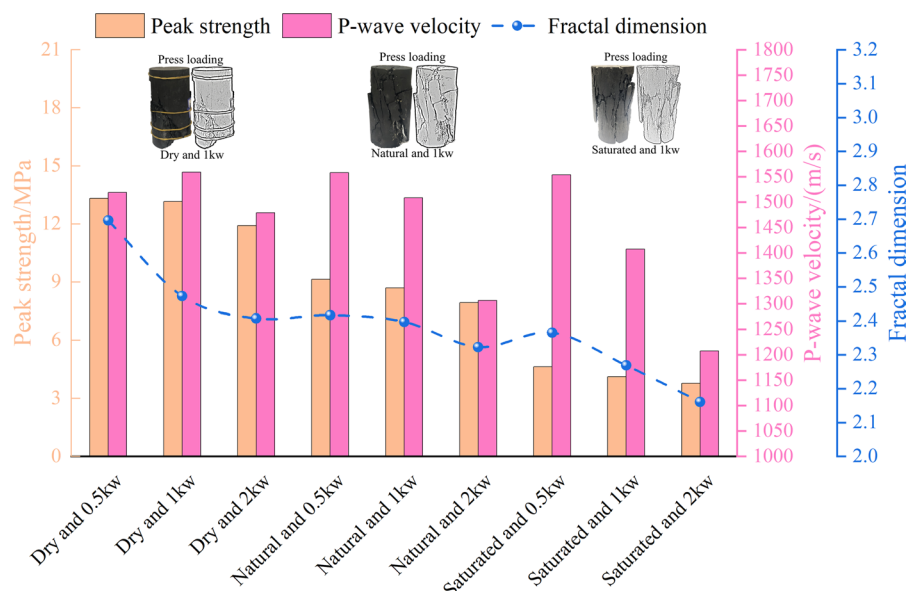 Peak strength P-wave velocity Fractal dimension
21
18
15
12
9
6
3
0
Peak strength/MPa
Press loading
Dry and 1kw
Press loading
Natural and 1kw
Press loading
Saturated and 1kw
1800
1750
1700
1650
1600
1550
1500
1450
1400
1350
1300
1250
1200
1150
1100
1050
1000
P-wave velocity/(m/s)
3.2
3.1
3.0
2.9
2.8
2.7
2.6
2.5
2.4
2.3
2.2
2.1
2.0
Fractal dimension
Dry and 0.5kw
Dry and 1kw
Dry and 2kw
Natural and 0.5kw
Natural and 1kw
Natural and 2kw
Saturated and 0.5kw
Saturated and 1kw
Saturated and 2kw